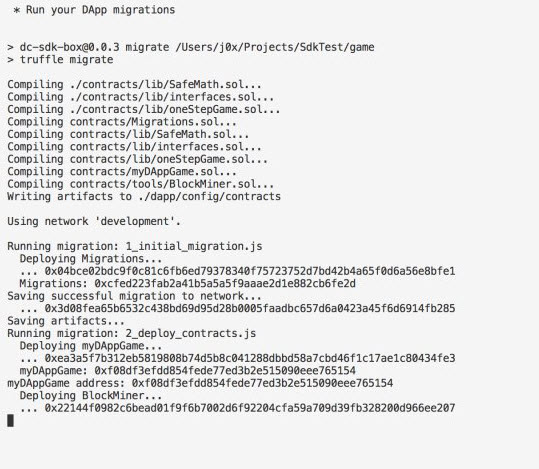 * Run your DApp migrations
> dc-sdk-box@0.0.3 migrate /Users/j0x/Projects/SdkTest/game
> truffle migrate
Compiling ./contracts/lib/SafeMath.sol...
Compiling ./contracts/lib/interfaces.sol...
Compiling ./contracts/lib/oneStepGame.sol...
Compiling contracts/Migrations.sol...
Compiling contracts/lib/SafeMath.sol...
Compiling contracts/lib/interfaces.sol...
Compiling contracts/lib/oneStepGame.sol...
Compiling contracts/myDAppGame.sol...
Compiling contracts/tools/BlockMiner.sol...
Writing artifacts to ./dapp/config/contracts
Using network 'development'.
Running migration: 1_initial_migration.js
Deploying Migrations...
... 0x04bce02bdc9f0c81c6fb6ed79378340f75723752d7bd42b4a65f0d6a56e8bfe1
Migrations: 0xcfed223fab2a41b5a5a5f9aaae2d1e882cb6fe2d
Saving successful migration to network...
... 0x3d08fea65b6532c438bd69d95d28b0005faadbc657d6a0423a45f6d6914fb285
Saving artifacts...
Running migration: 2_deploy_contracts.js
Deploying myDAppGame...
... 0xea3a5f7b312eb5819808b74d5b8c041288dbbd58a7cbd46f1c17ae1c80434fe3
myDAppGame: 0xf08df3efdd854fede77ed3b2e515090eee765154
myDAppGame address: 0xf08df3efdd854fede77ed3b2e515090eee765154
Deploying BlockMiner...
... 0x22144f0982c6bead01f9f6b7002d6f92204cfa59a709d39fb328200d966ee207